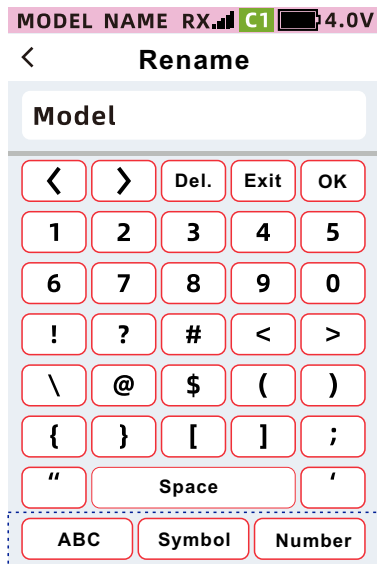 MODEL NAME RX C1 4.0V
< Rename
Model
❮ ❯ Del. Exit OK
1 2 3 4 5
6 7 8 9 0
! ? # < >
\ @ $ ( )
{ } [ ] ;
“ Space ‘
ABC Symbol Number